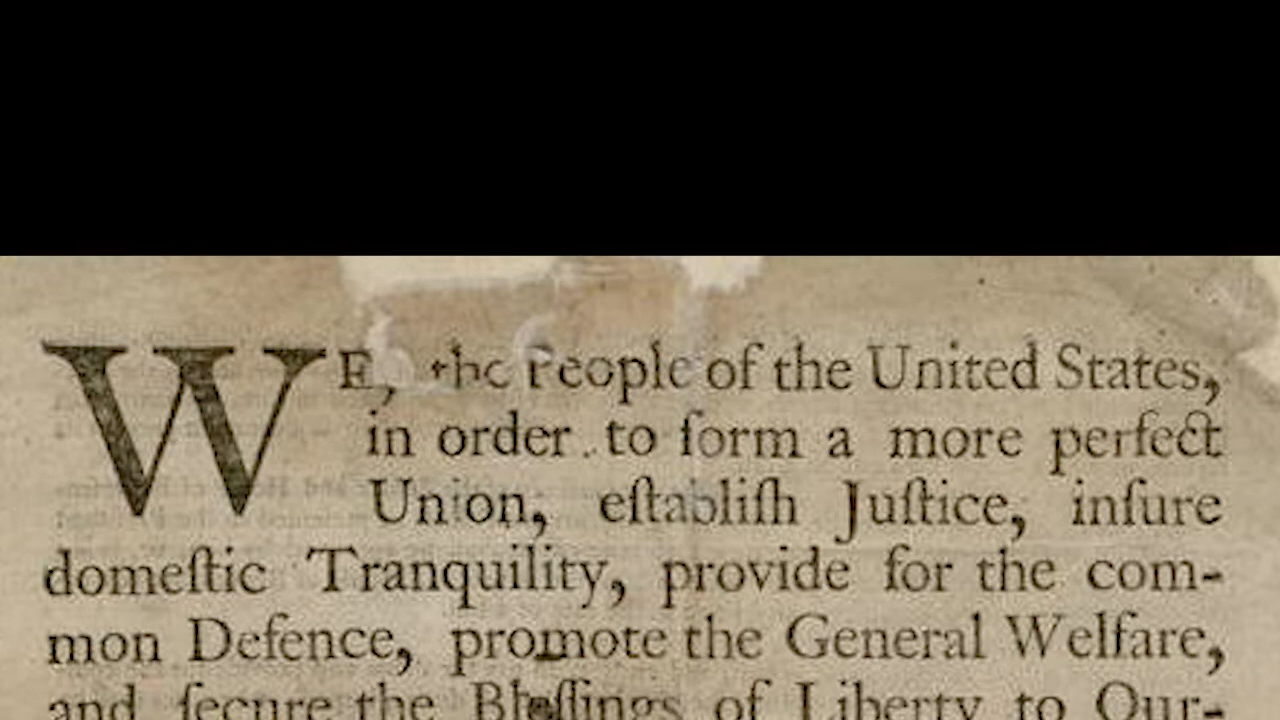 WE, the People of the United States,
in order to form a more perfect
Union, eſtabliſh Juſtice, inſure
domeſtic Tranquility, provide for the com-
mon Defence, promote the General Welfare,
and ſecure the Bleſſings of Liberty to Our-